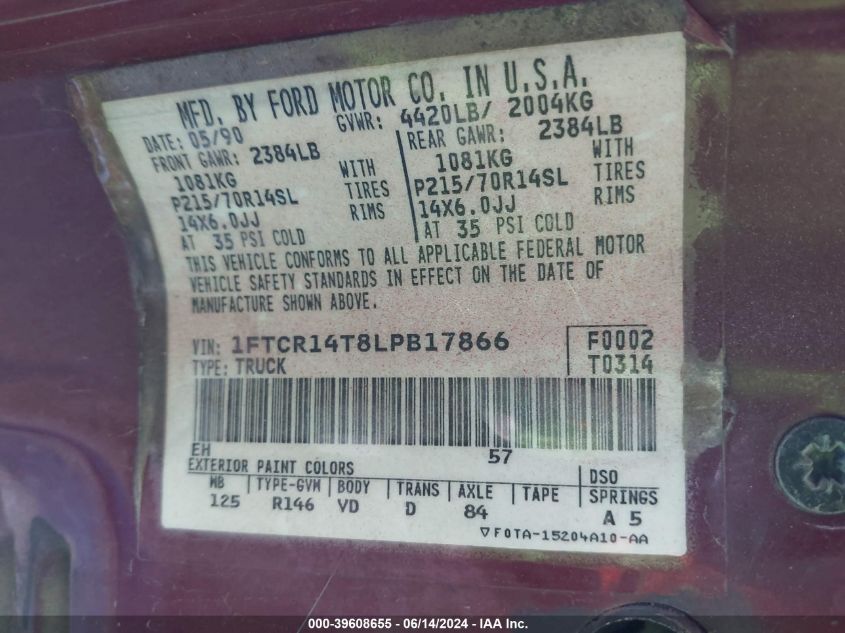 MFD. BY FORD MOTOR CO. IN U.S.A.
DATE: 05/90 GVWR: 4420LB/ 2004KG
FRONT GAWR: 2384LB REAR GAWR: 2384LB
1081KG WITH 1081KG WITH
P215/70R14SL TIRES P215/70R14SL TIRES
14X6.0JJ RIMS 14X6.0JJ RIMS
AT 35 PSI COLD AT 35 PSI COLD
THIS VEHICLE CONFORMS TO ALL APPLICABLE FEDERAL MOTOR
VEHICLE SAFETY STANDARDS IN EFFECT ON THE DATE OF
MANUFACTURE SHOWN ABOVE.
VIN: 1FTCR14T8LPB17866 F0002
TYPE: TRUCK T0314
EH 57
EXTERIOR PAINT COLORS DSO
WB TYPE-GVM BODY TRANS AXLE TAPE SPRINGS
125 R146 VD D 84 A 5
▽F0TA-15204A10-AA
000-39608655 - 06/14/2024 - IAA Inc.